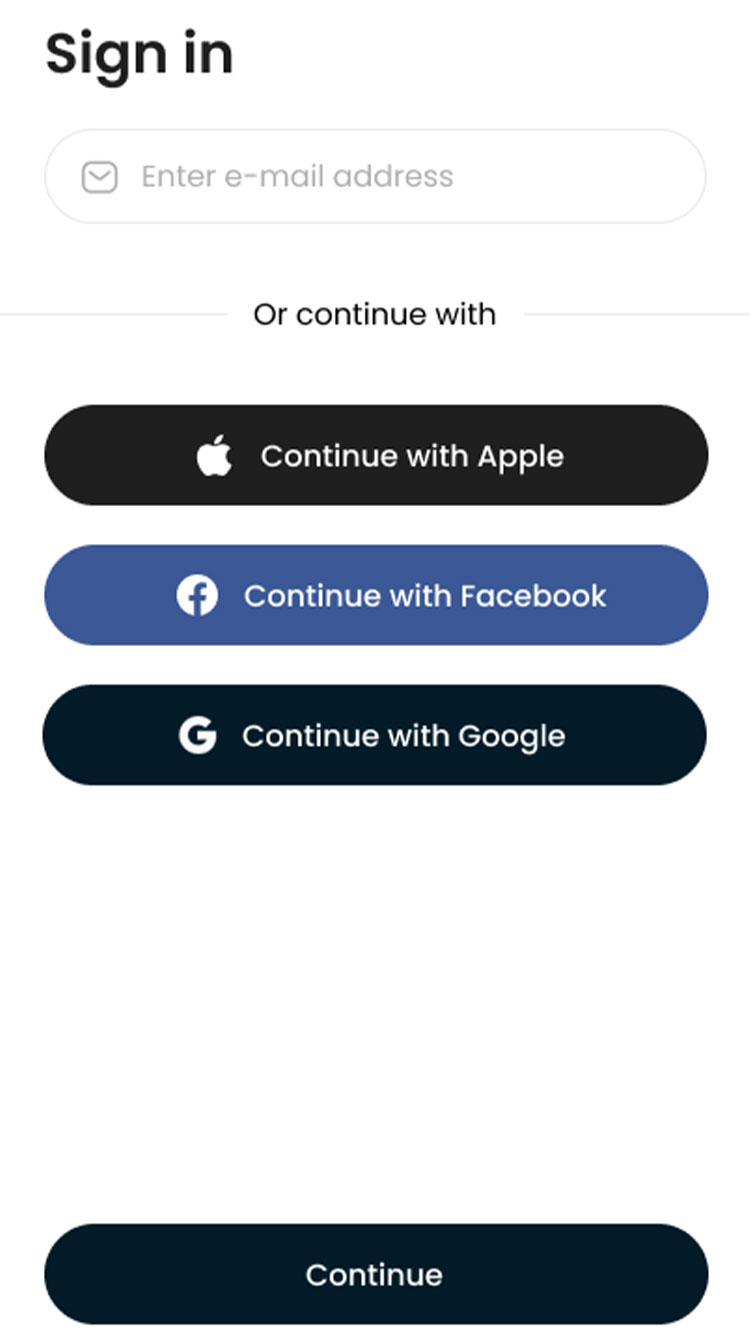 Sign in
Enter e-mail address
Or continue with
Continue with Apple
Continue with Facebook
Continue with Google
Continue